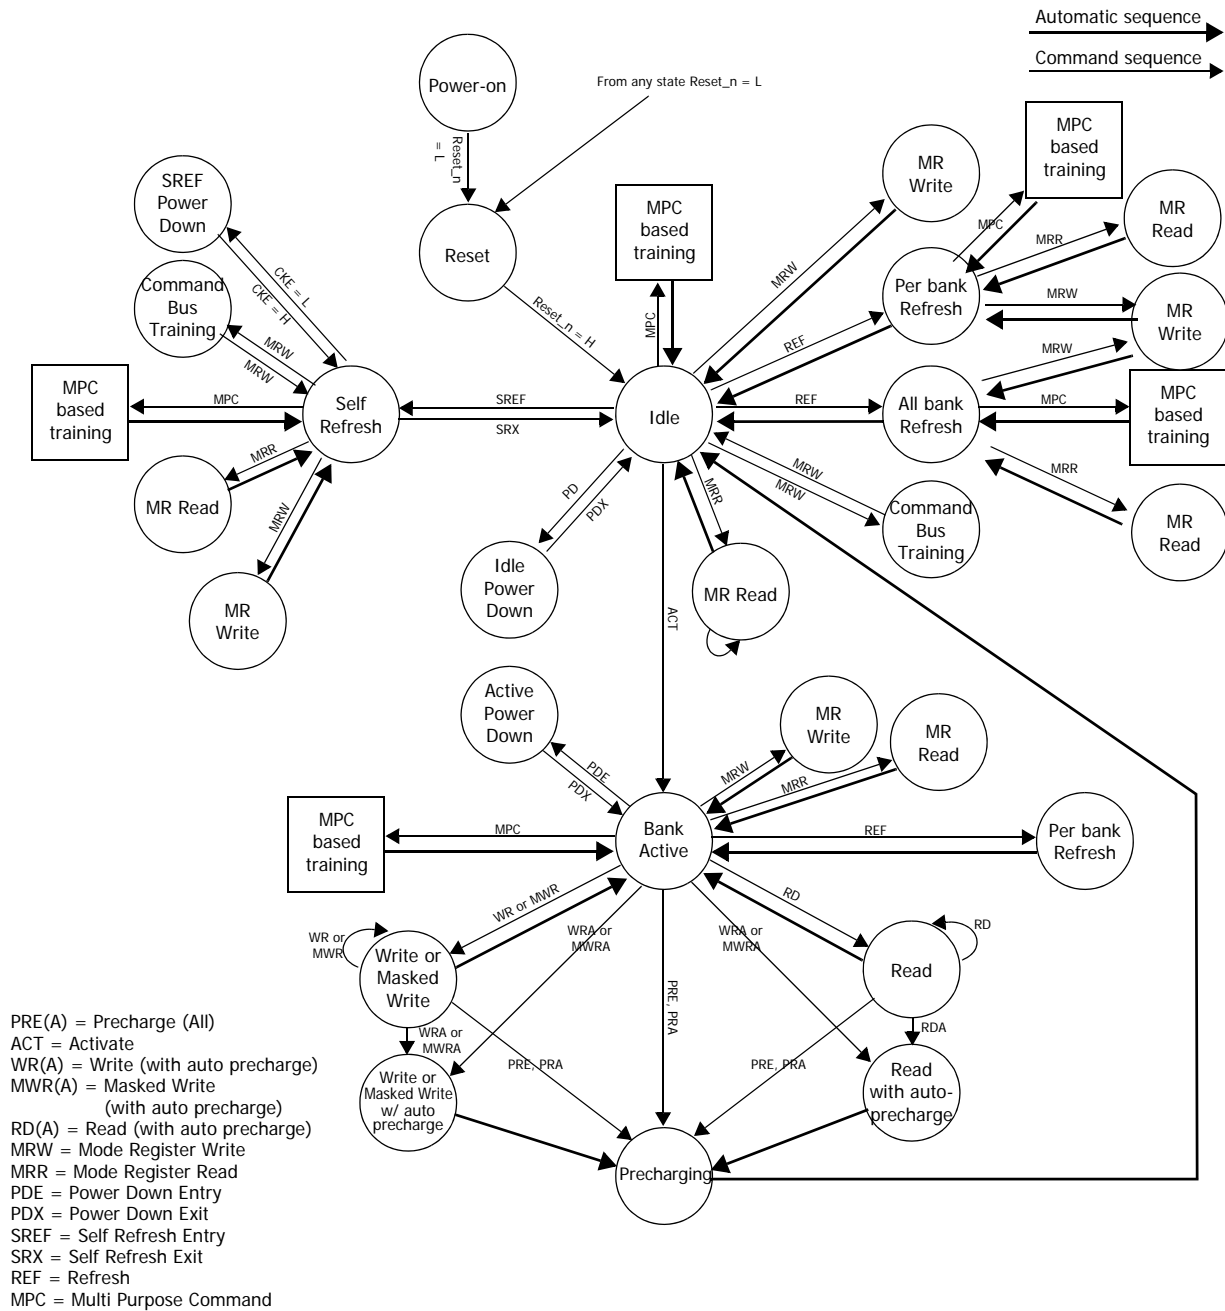 Automatic sequence
Command sequence
Power-on
From any state Reset_n = L
Reset_n
= L
Reset
Reset_n = H
SREF
Power
Down
CKE = L
CKE = H
Command
Bus
Training
MRW
MRW
MPC
based
training
MPC
Self
Refresh
MRR
MR Read
MRW
MR
Write
SREF
SRX
MPC
based
training
MPC
Idle
MRW
MR
Write
REF
Per bank
Refresh
MPC
MPC
based
training
MRR
MR
Read
MRW
MR
Write
MRW
REF
All bank
Refresh
MPC
MPC
based
training
MRR
MR
Read
MRW
MRW
Command
Bus
Training
MRR
MR Read
PD
PDX
Idle
Power
Down
ACT
Active
Power
Down
PDE
PDX
MRW
MR
Write
MRR
MR
Read
MPC
based
training
MPC
Bank
Active
REF
Per bank
Refresh
WR or MWR
WR or
MWR
Write or
Masked
Write
WRA or
MWRA
WRA or
MWRA
RD
RD
Read
PRE, PRA
WRA or
MWRA
PRE, PRA
PRE, PRA
RDA
Write or
Masked Write
w/ auto
precharge
Read
with auto-
precharge
Precharging
PRE(A) = Precharge (All)
ACT = Activate
WR(A) = Write (with auto precharge)
MWR(A) = Masked Write
(with auto precharge)
RD(A) = Read (with auto precharge)
MRW = Mode Register Write
MRR = Mode Register Read
PDE = Power Down Entry
PDX = Power Down Exit
SREF = Self Refresh Entry
SRX = Self Refresh Exit
REF = Refresh
MPC = Multi Purpose Command